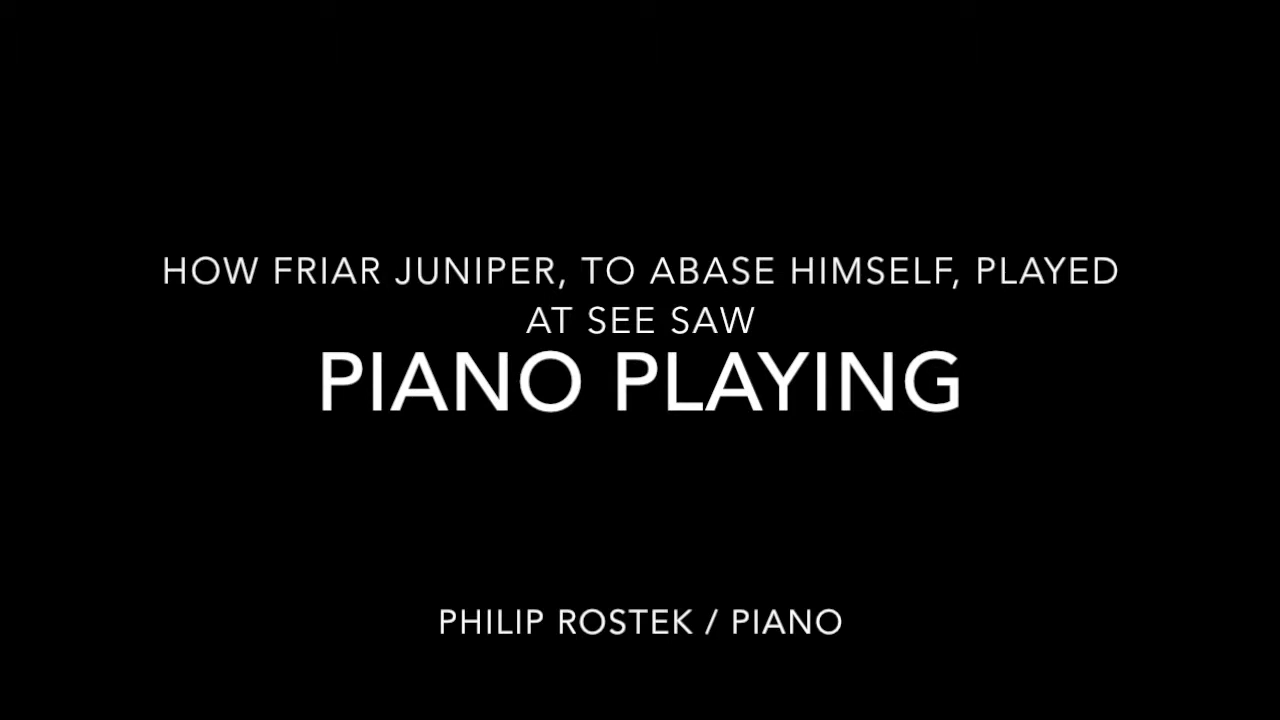 HOW FRIAR JUNIPER, TO ABASE HIMSELF, PLAYED
AT SEE SAW
PIANO PLAYING
PHILIP ROSTEK / PIANO